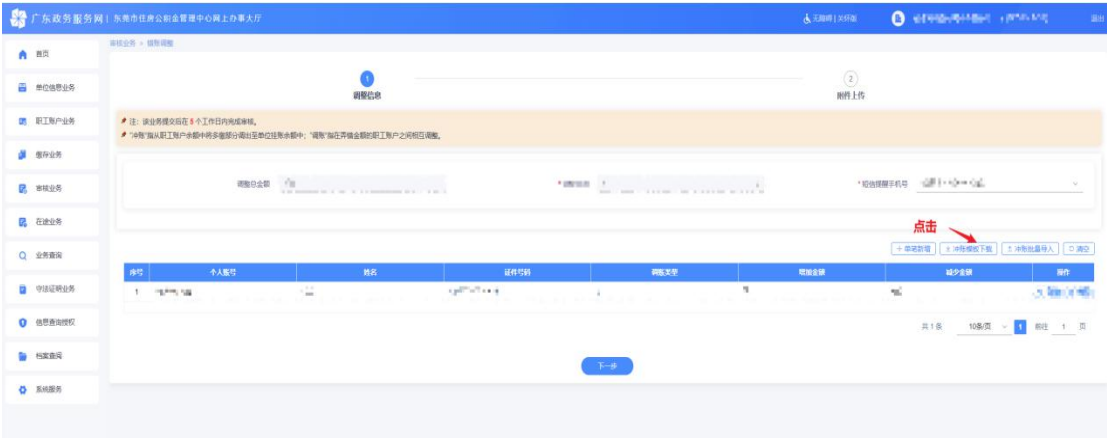 广东政务服务网 | 东莞市住房公积金管理中心网上办事大厅
无障碍 | 关怀版
退出
首页
单位信息业务
职工账户业务
缴存业务
审核业务
在途业务
业务查询
守法证明业务
信息查询授权
档案查阅
系统服务
审核业务 > 错账调整
1 2
调整信息 附件上传
注:该业务提交后在 5 个工作日内完成审核。
"冲账"指从职工账户余额中将多缴部分调出至单位挂账余额中;"调账"指在弄错金额的职工账户之间相互调整。
调整总金额
* 短信提醒手机号
点击
单笔新增 冲账模板下载 冲账批量导入 清空
序号 个人账号 姓名 证件号码 调账类型 增加金额 减少金额 操作
1
共 1 条 10条/页 1 前往 1 页
下一步